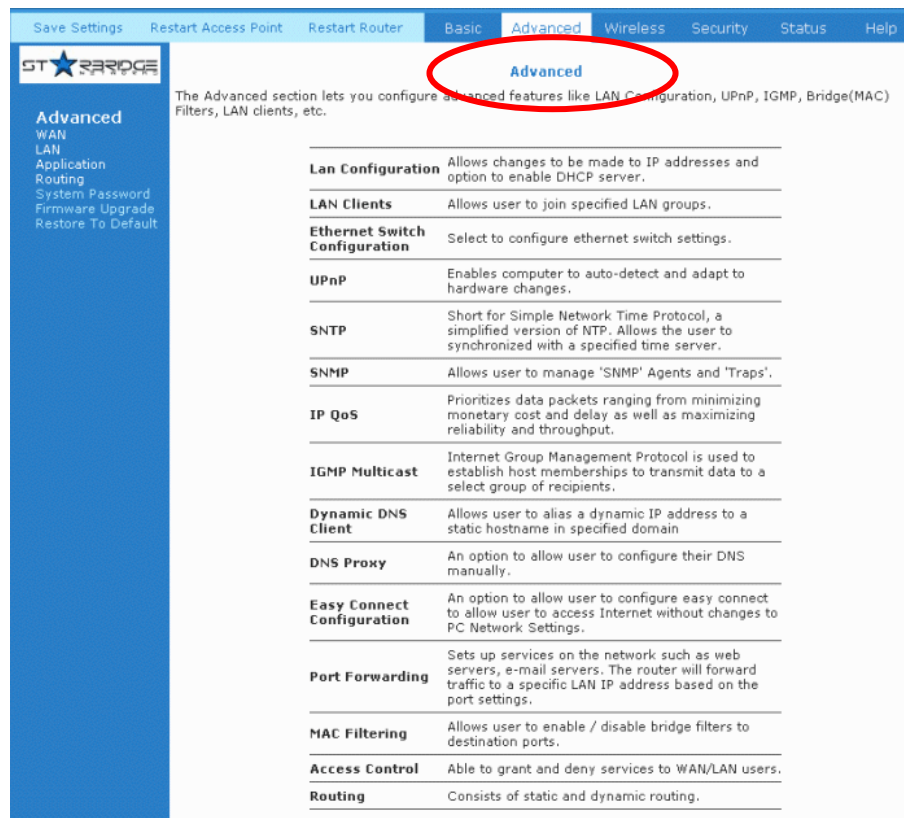 Save Settings Restart Access Point Restart Router Basic Advanced Wireless Security Status Help
ST★RBRIDGE
SYSTEMS
Advanced
WAN
LAN
Application
Routing
System Password
Firmware Upgrade
Restore To Default
Advanced
The Advanced section lets you configure advanced features like LAN Configuration, UPnP, IGMP, Bridge(MAC)
Filters, LAN clients, etc.
Lan Configuration
Allows changes to be made to IP addresses and
option to enable DHCP server.
LAN Clients
Allows user to join specified LAN groups.
Ethernet Switch
Configuration
Select to configure ethernet switch settings.
UPnP
Enables computer to auto-detect and adapt to
hardware changes.
SNTP
Short for Simple Network Time Protocol, a
simplified version of NTP. Allows the user to
synchronized with a specified time server.
SNMP
Allows user to manage 'SNMP' Agents and 'Traps'.
IP QoS
Prioritizes data packets ranging from minimizing
monetary cost and delay as well as maximizing
reliability and throughput.
IGMP Multicast
Internet Group Management Protocol is used to
establish host memberships to transmit data to a
select group of recipients.
Dynamic DNS
Client
Allows user to alias a dynamic IP address to a
static hostname in specified domain
DNS Proxy
An option to allow user to configure their DNS
manually.
Easy Connect
Configuration
An option to allow user to configure easy connect
to allow user to access Internet without changes to
PC Network Settings.
Port Forwarding
Sets up services on the network such as web
servers, e-mail servers. The router will forward
traffic to a specific LAN IP address based on the
port settings.
MAC Filtering
Allows user to enable / disable bridge filters to
destination ports.
Access Control
Able to grant and deny services to WAN/LAN users.
Routing
Consists of static and dynamic routing.